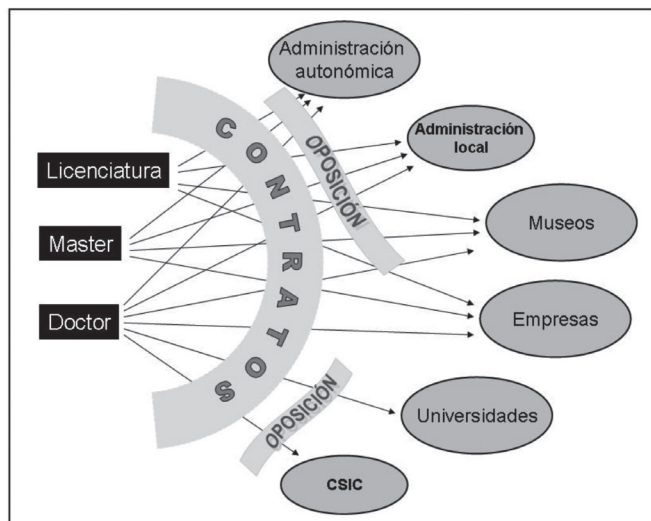 Administración
autonómica
Administración
local
OPOSICIÓN
CONTRATOS
Licenciatura
Master
Doctor
Museos
Empresas
Universidades
OPOSICIÓN
CSIC